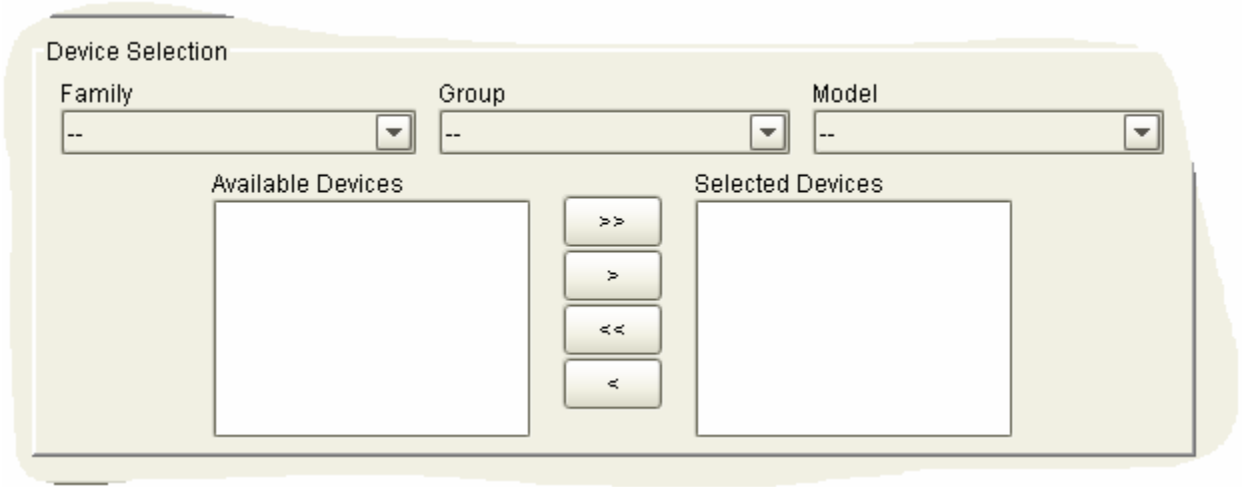 Device Selection
Family Group Model
-- -- --
Available Devices Selected Devices
>>
>
<<
<